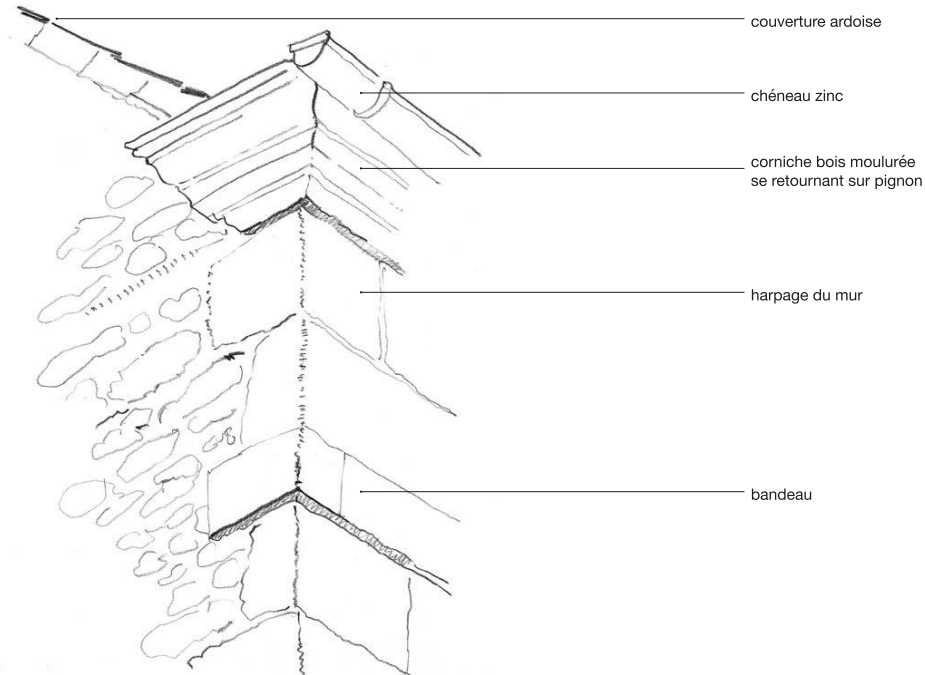 couverture ardoise
chéneau zinc
corniche bois moulurée
se retournant sur pignon
harpage du mur
bandeau